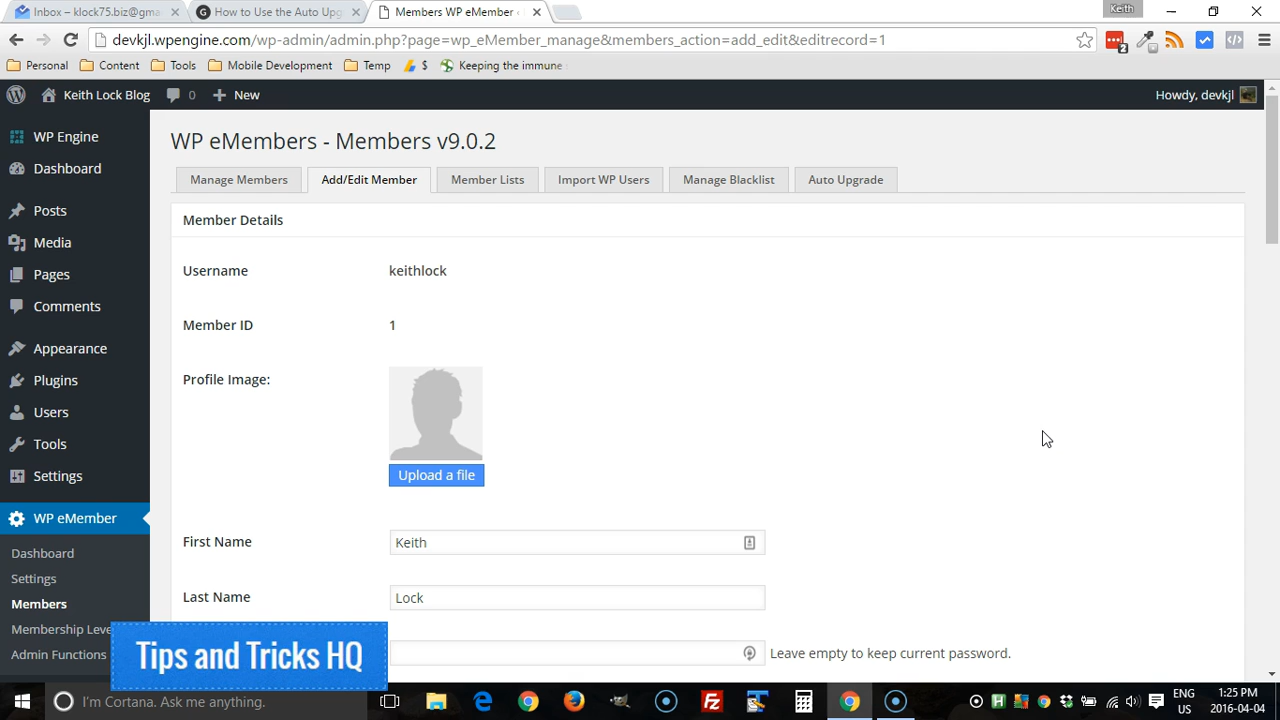 Inbox – klock75.biz@gma
How to Use the Auto Upg
Members WP eMember ‹
Keith
devkjl.wpengine.com/wp-admin/admin.php?page=wp_eMember_manage&members_action=add_edit&editrecord=1
2
Personal
Content
Tools
Mobile Development
Temp
$
Keeping the immune
Keith Lock Blog
0
New
Howdy, devkjl
WP Engine
Dashboard
Posts
Media
Pages
Comments
Appearance
Plugins
Users
Tools
Settings
WP eMember
Dashboard
Settings
Members
Membership Leve
Admin Functions
WP eMembers - Members v9.0.2
Manage Members
Add/Edit Member
Member Lists
Import WP Users
Manage Blacklist
Auto Upgrade
Member Details
Username
keithlock
Member ID
1
Profile Image:
Upload a file
First Name
Keith
Last Name
Lock
Leave empty to keep current password.
Tips and Tricks HQ
I'm Cortana. Ask me anything.
ENG
US
1:25 PM
2016-04-04